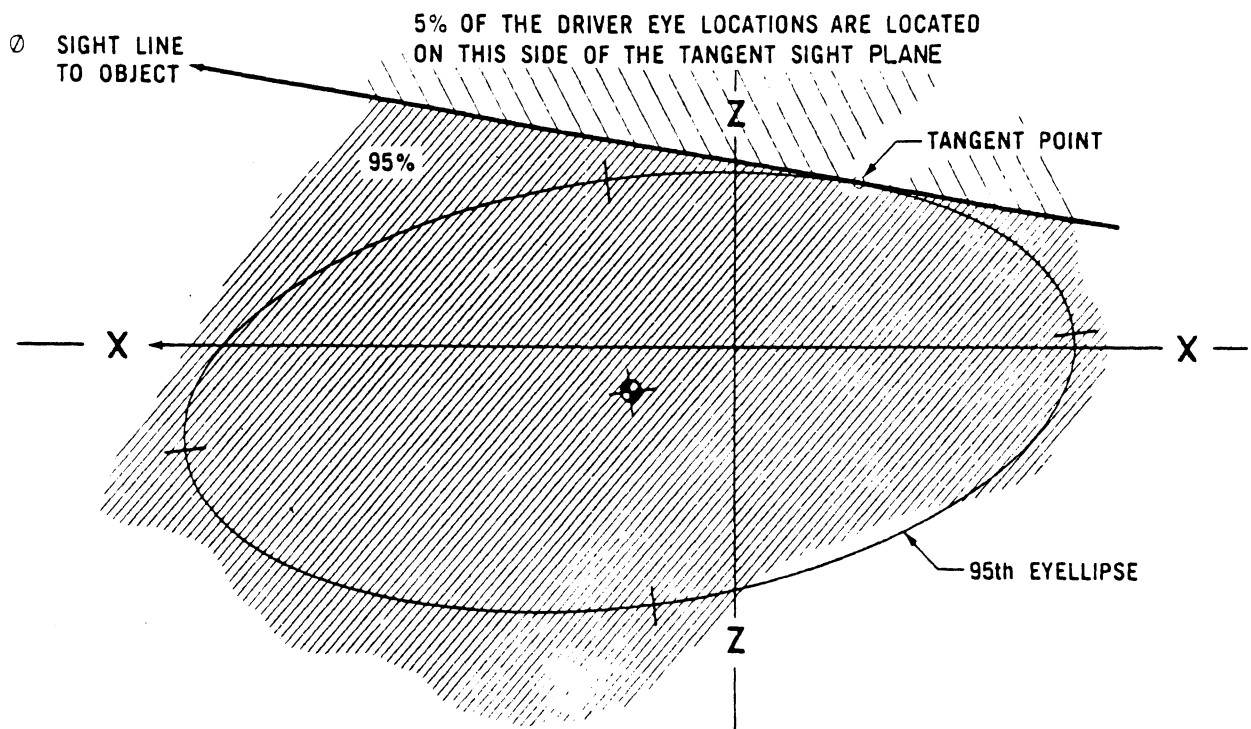 5% OF THE DRIVER EYE LOCATIONS ARE LOCATED
ON THIS SIDE OF THE TANGENT SIGHT PLANE
∅ SIGHT LINE
TO OBJECT
Z
TANGENT POINT
95%
X
X
95th EYELLIPSE
Z